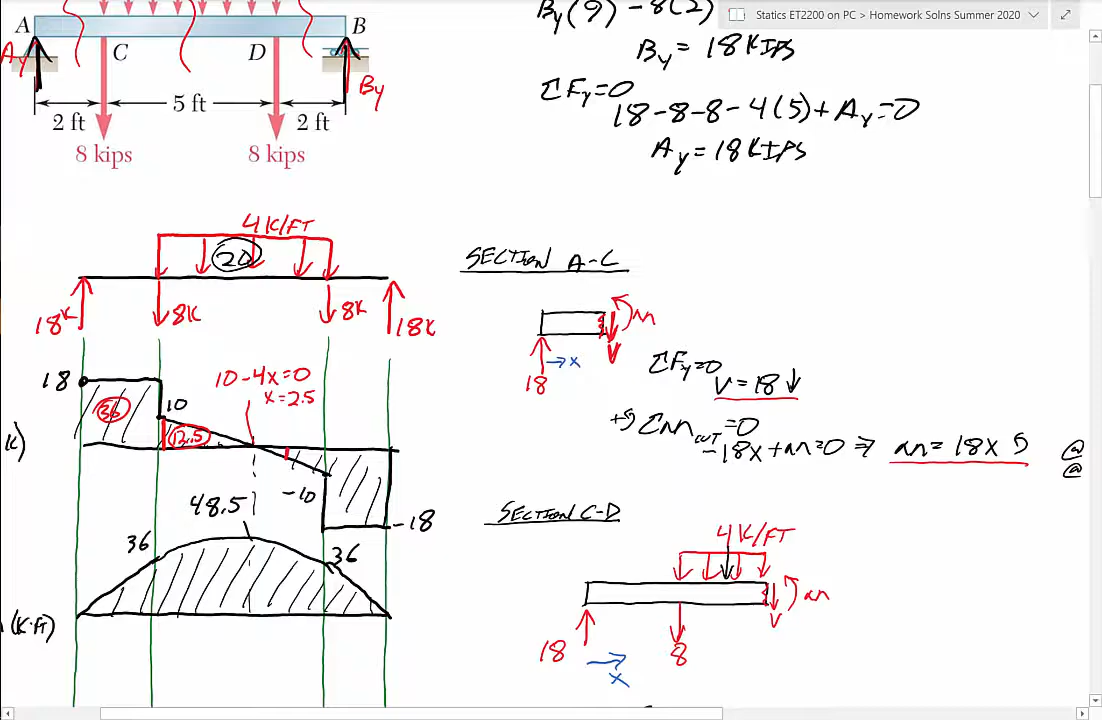 By(9) - 8(2)
Statics ET2200 on PC > Homework Solns Summer 2020
By = 18 KIPS
ΣFy=0
18-8-8-4(5)+Ay=0
Ay = 18 KIPS
A
B
Ay
C
D
By
2 ft
5 ft
2 ft
8 kips
8 kips
4 K/FT
20
18K
8K
8K
18K
18
36
10
12.5
10-4x=0
x=2.5
K)
-10
-18
48.5
36
36
(K·FT)
SECTION A-C
M
V
18
→x
ΣFy=0
V = 18↓
+↺ ΣM CUT =0
-18x+M=0 ⇒ M= 18x ↺
@
@
SECTION C-D
4 K/FT
M
V
18
8
x